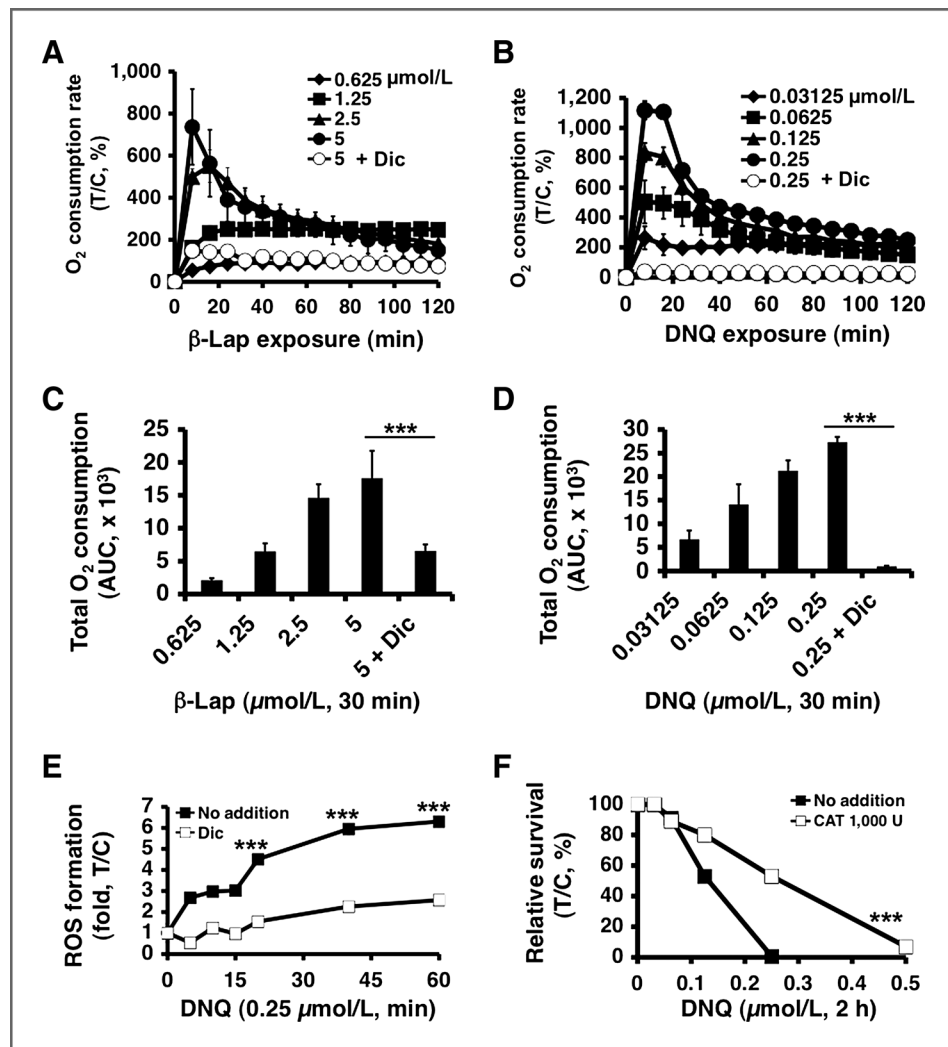 A
O2 consumption rate
(T/C, %)
1,000
800
600
400
200
0
0 20 40 60 80 100 120
β-Lap exposure (min)
0.625 µmol/L
1.25
2.5
5
5 + Dic
B
O2 consumption rate
(T/C, %)
1,200
1,000
800
600
400
200
0
0 20 40 60 80 100 120
DNQ exposure (min)
0.03125 µmol/L
0.0625
0.125
0.25
0.25 + Dic
C
Total O2 consumption
(AUC, x 10³)
25
20
15
10
5
0
***
0.625 1.25 2.5 5 5 + Dic
β-Lap (µmol/L, 30 min)
D
Total O2 consumption
(AUC, x 10³)
30
25
20
15
10
5
0
***
0.03125 0.0625 0.125 0.25 0.25 + Dic
DNQ (µmol/L, 30 min)
E
ROS formation
(fold, T/C)
7
6
5
4
3
2
1
0
No addition
Dic
*** *** ***
0 15 30 45 60
DNQ (0.25 µmol/L, min)
F
Relative survival
(T/C, %)
100
80
60
40
20
0
No addition
CAT 1,000 U
***
0 0.1 0.2 0.3 0.4 0.5
DNQ (µmol/L, 2 h)